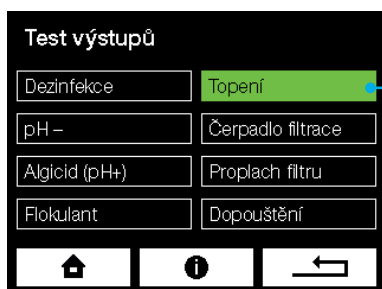 Test výstupů
Dezinfekce
Topení
pH –
Čerpadlo filtrace
Algicid (pH+)
Proplach filtru
Flokulant
Dopouštění